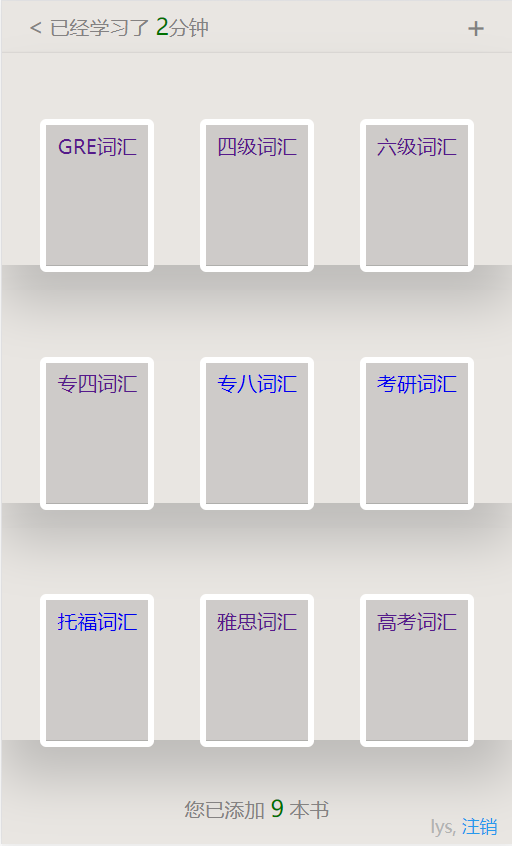 < 已经学习了 2分钟 +
GRE词汇 四级词汇 六级词汇
专四词汇 专八词汇 考研词汇
托福词汇 雅思词汇 高考词汇
您已添加 9 本书
lys, 注销